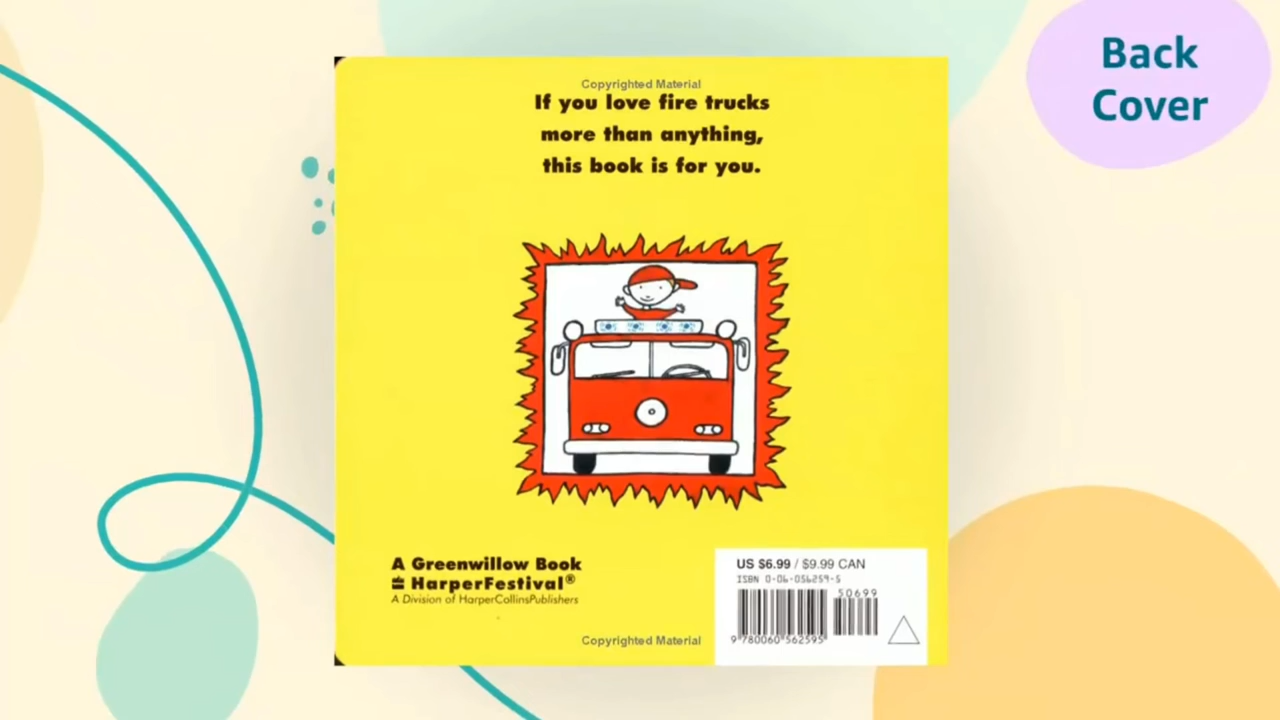 Back
Cover
Copyrighted Material
If you love fire trucks
more than anything,
this book is for you.
A Greenwillow Book
HarperFestival®
A Division of HarperCollinsPublishers
Copyrighted Material
US $6.99 / $9.99 CAN
ISBN 0-06-056259-5
50699
9 780060 562595